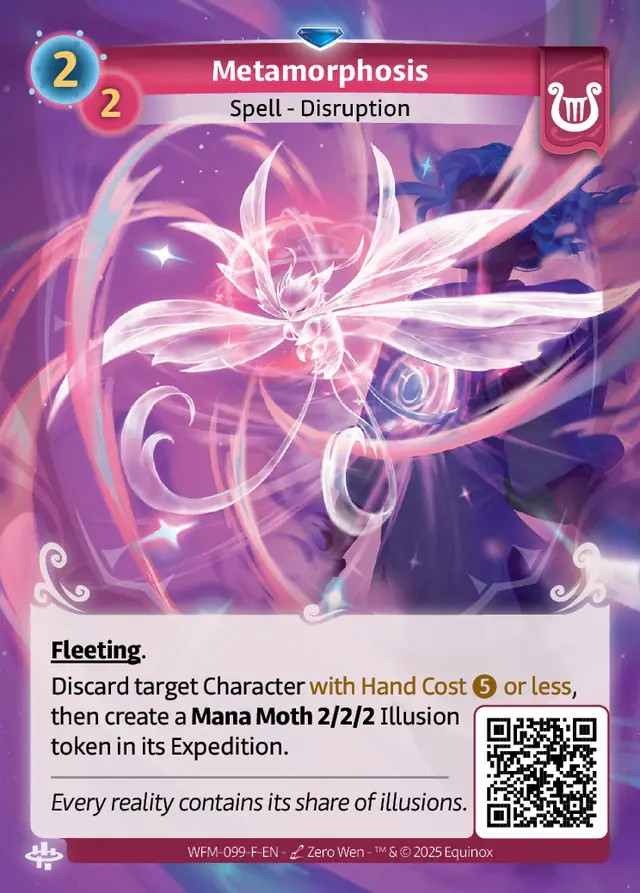 2
Metamorphosis
2
Spell - Disruption
Fleeting.
Discard target Character with Hand Cost 5 or less,
then create a Mana Moth 2/2/2 Illusion
token in its Expedition.
Every reality contains its share of illusions.
WFM-099-F-EN - Zero Wen - ™ & © 2025 Equinox